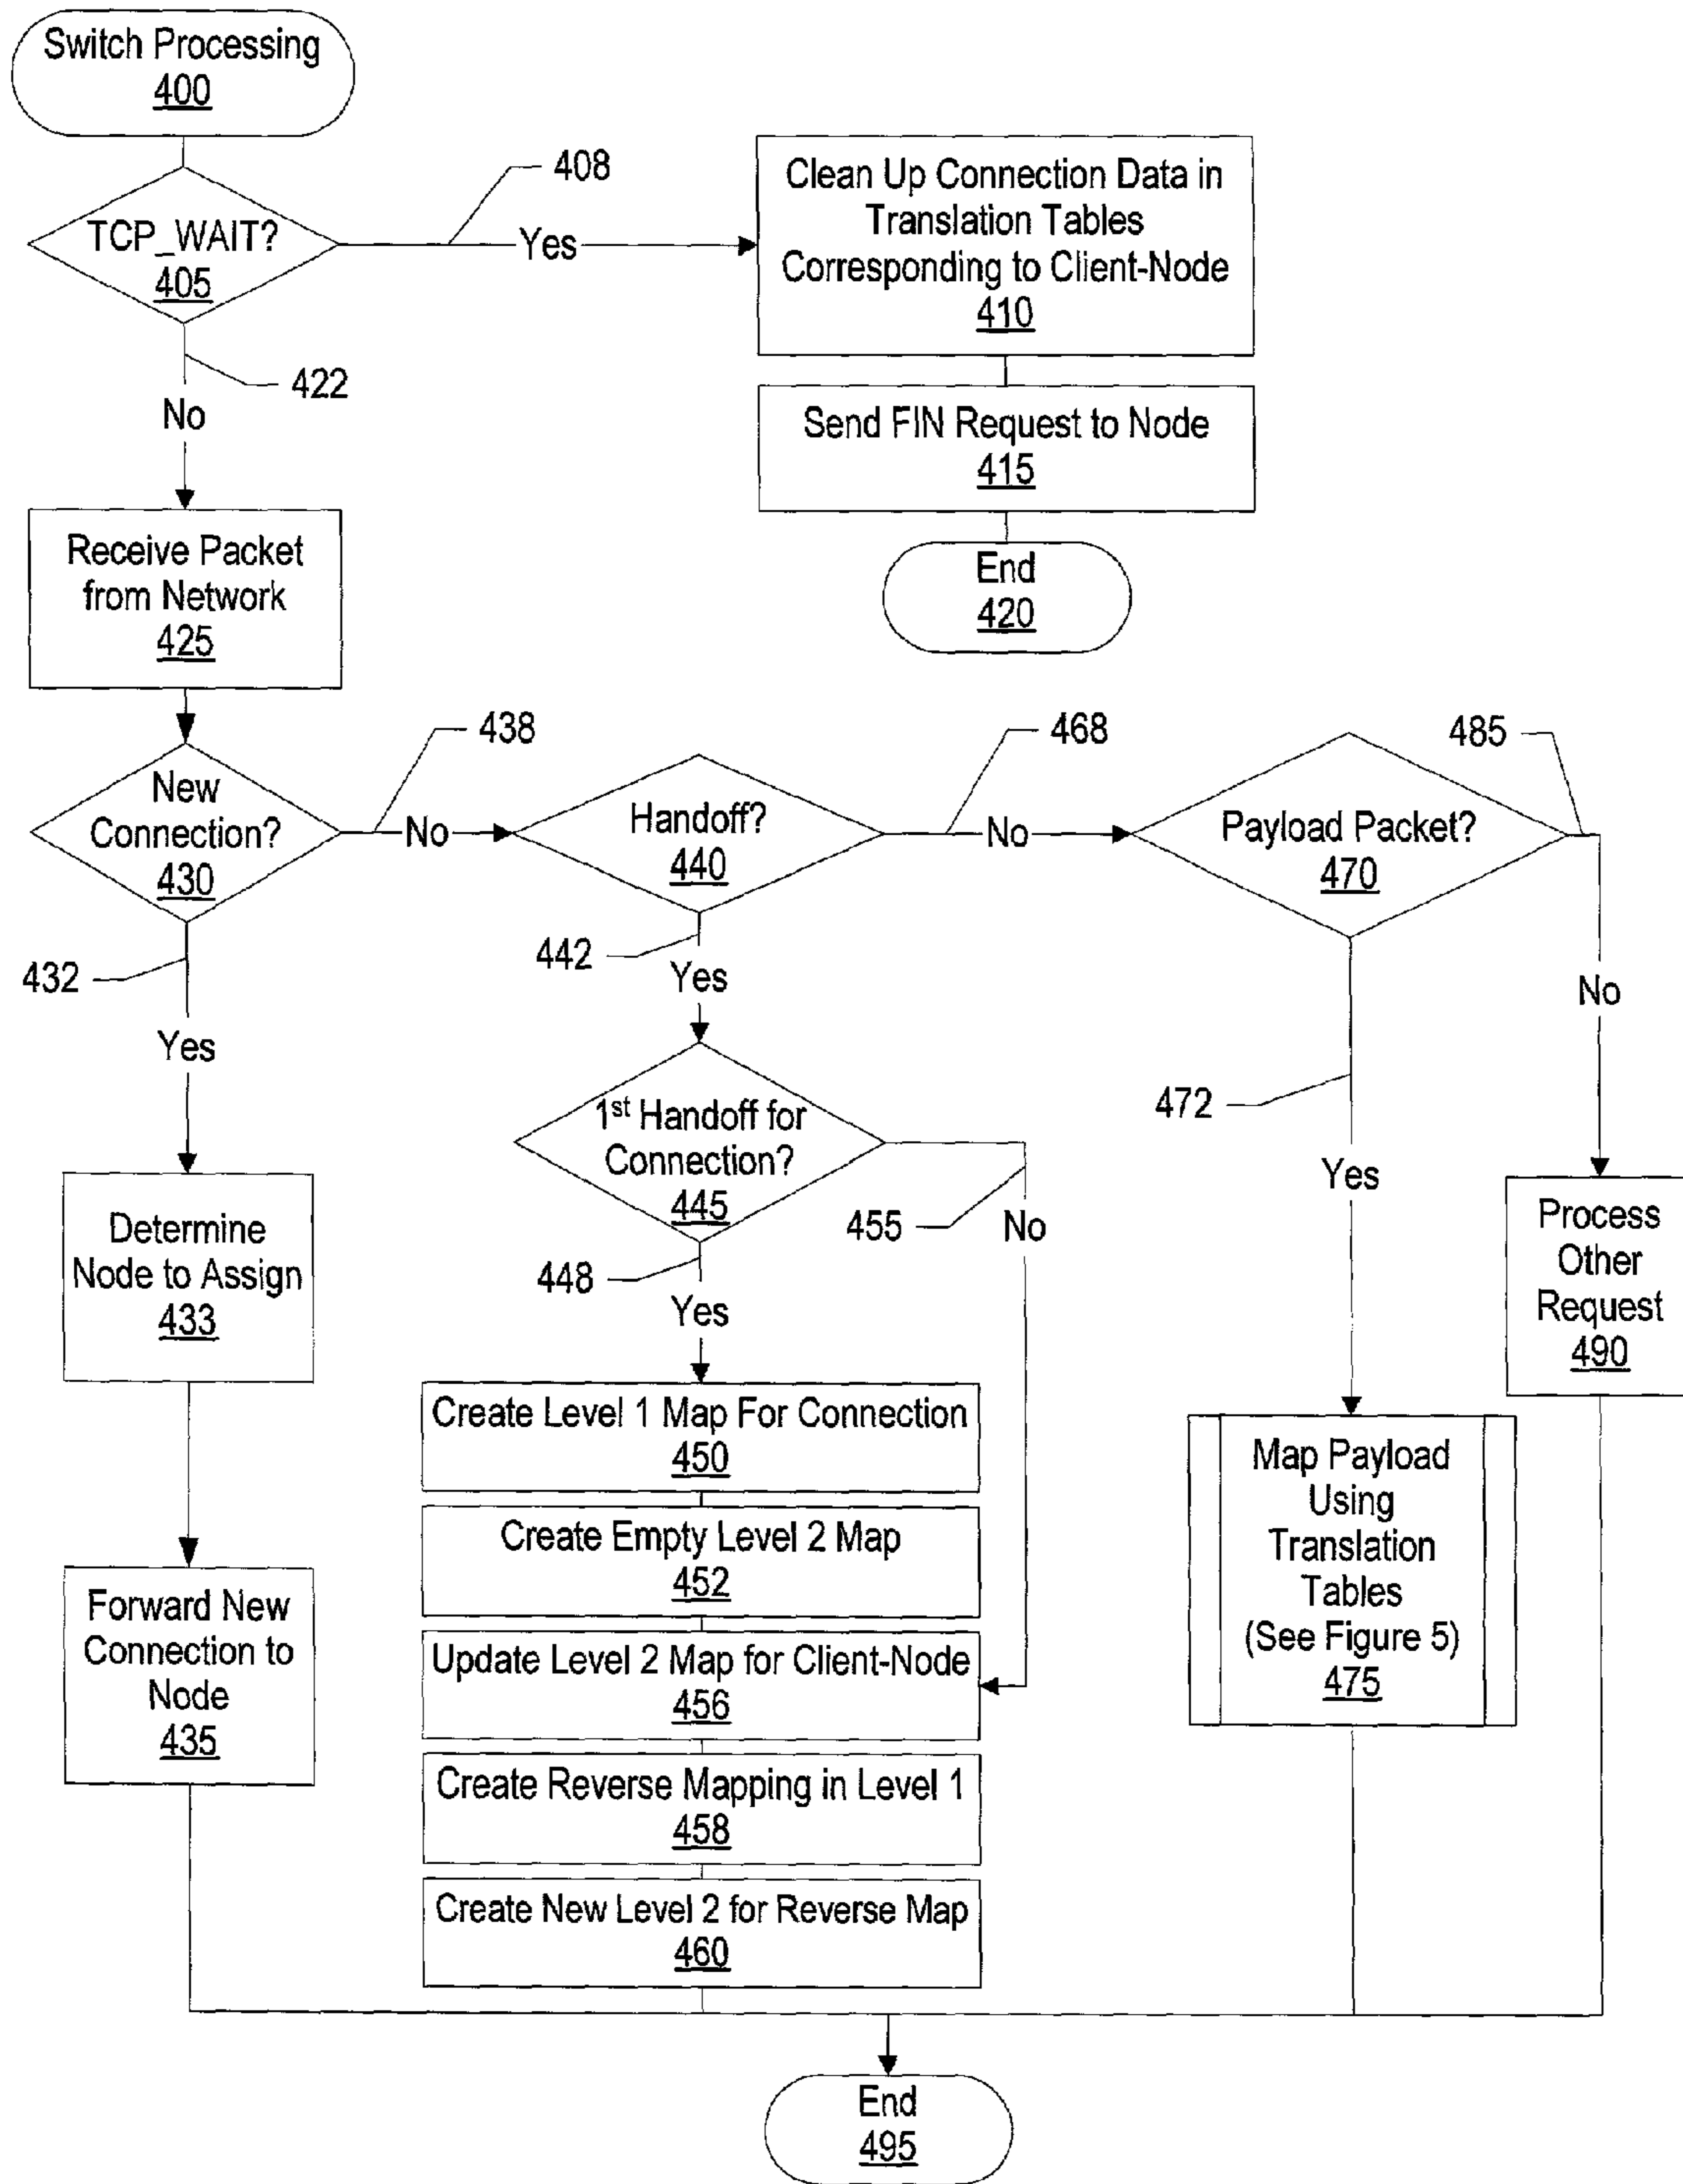 Switch Processing
400
TCP_WAIT?
405
408
Yes
Clean Up Connection Data in
Translation Tables
Corresponding to Client-Node
410
Send FIN Request to Node
415
End
420
422
No
Receive Packet
from Network
425
New
Connection?
430
438
No
Handoff?
440
468
No
Payload Packet?
470
485
No
432
Yes
442
Yes
472
Yes
1st Handoff for
Connection?
445
455
No
448
Yes
Determine
Node to Assign
433
Forward New
Connection to
Node
435
Create Level 1 Map For Connection
450
Create Empty Level 2 Map
452
Update Level 2 Map for Client-Node
456
Create Reverse Mapping in Level 1
458
Create New Level 2 for Reverse Map
460
Map Payload
Using
Translation
Tables
(See Figure 5)
475
Process
Other
Request
490
End
495